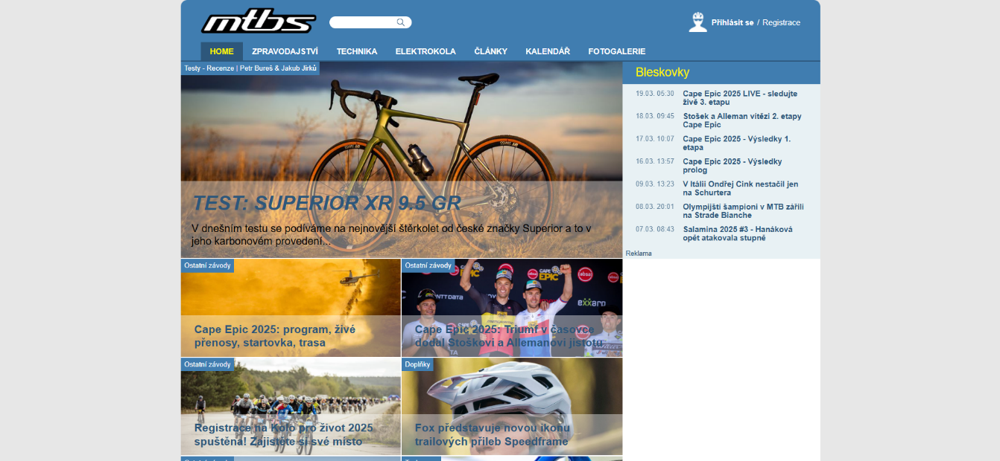 mtbs
Přihlásit se / Registrace
HOME
ZPRAVODAJSTVÍ
TECHNIKA
ELEKTROKOLA
ČLÁNKY
KALENDÁŘ
FOTOGALERIE
Testy - Recenze | Petr Bureš & Jakub Jirků
TEST: SUPERIOR XR 9.5 GR
V dnešním testu se podíváme na nejnovější štěrkolet od české značky Superior a to v
jeho karbonovém provedení...
Bleskovky
19.03. 05:30 Cape Epic 2025 LIVE - sledujte
živě 3. etapu
18.03. 09:45 Stošek a Alleman vítězi 2. etapy
Cape Epic
17.03. 10:07 Cape Epic 2025 - Výsledky 1.
etapa
16.03. 13:57 Cape Epic 2025 - Výsledky
prolog
09.03. 13:23 V Itálii Ondřej Cink nestačil jen
na Schurtera
08.03. 20:01 Olympijští šampioni v MTB zářili
na Strade Bianche
07.03. 08:43 Salamina 2025 #3 - Hanáková
opět atakovala stupně
Reklama
Ostatní závody
Cape Epic 2025: program, živé
přenosy, startovka, trasa
Ostatní závody
CAPE
EPIC
absa
NTT DATA
exxaro
Cape Epic 2025: Triumf v časovce
dodal Stoškovi a Allemanovi jistotu
Ostatní závody
Registrace na Kolo pro život 2025
spuštěna! Zajistěte si své místo
Doplňky
Fox představuje novou ikonu
trailových přileb Speedframe